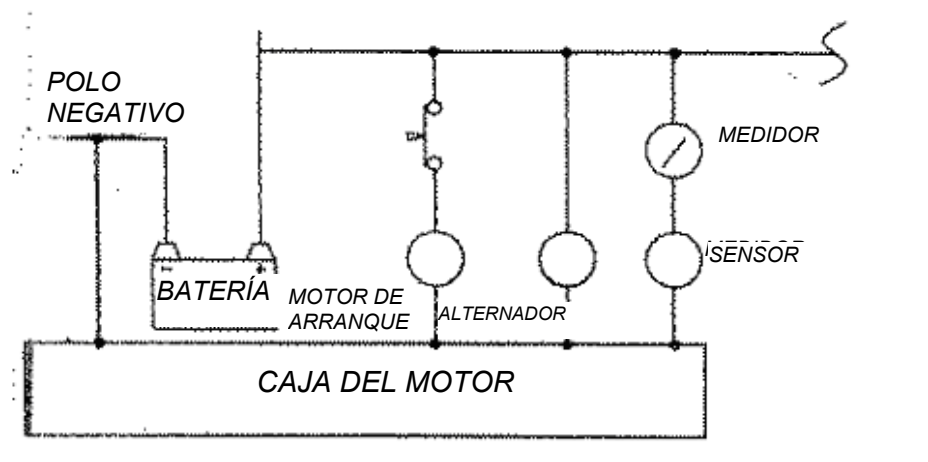 POLO
NEGATIVO
MEDIDOR
SENSOR
BATERÍA
MOTOR DE
ARRANQUE
ALTERNADOR
CAJA DEL MOTOR